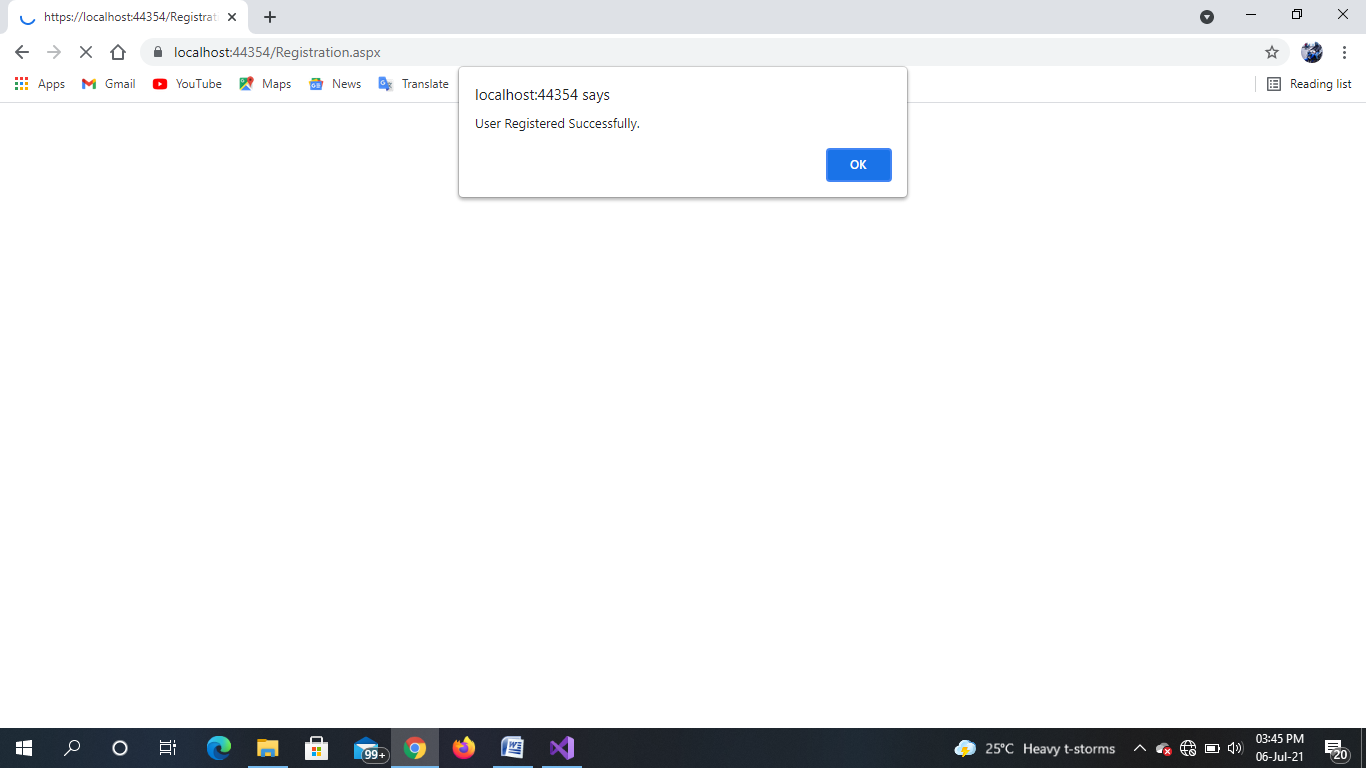 https://localhost:44354/Registrat
localhost:44354/Registration.aspx
Apps Gmail YouTube Maps News Translate Reading list
localhost:44354 says
User Registered Successfully.
OK
99+
25°C Heavy t-storms
03:45 PM
06-Jul-21
20